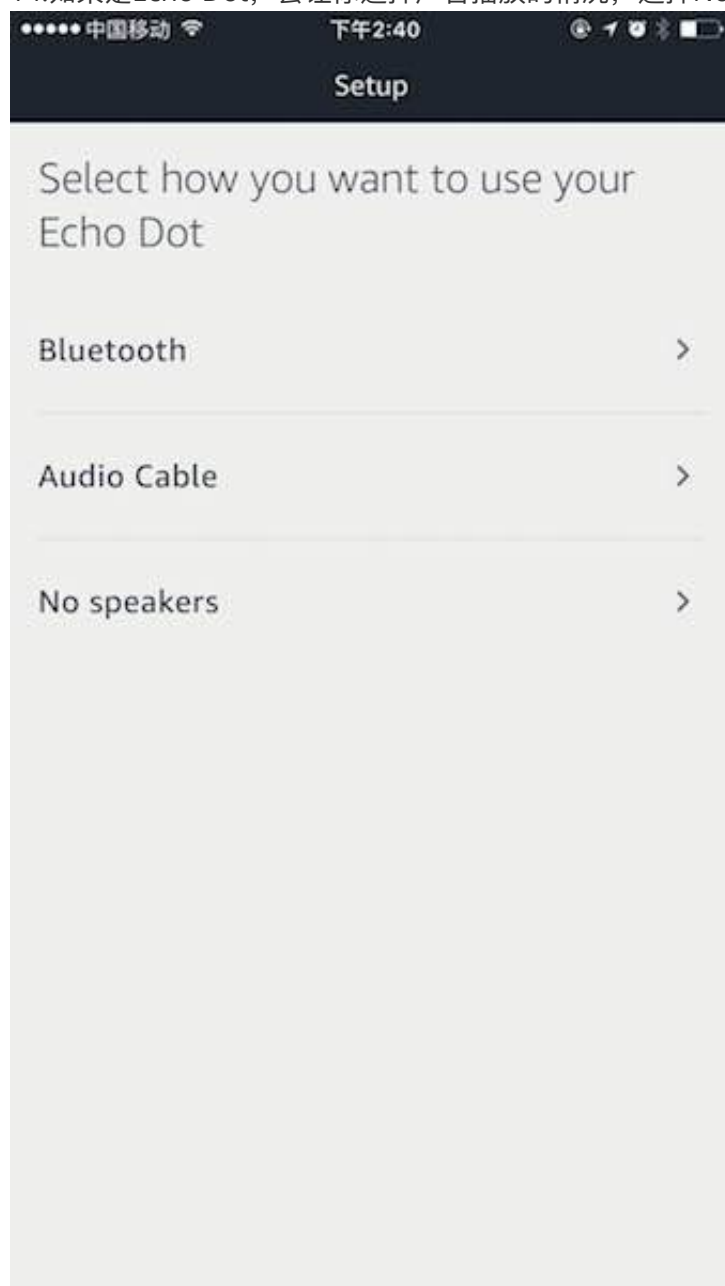 中国移动
下午2:40
Setup
Select how you want to use your
Echo Dot
Bluetooth
Audio Cable
No speakers